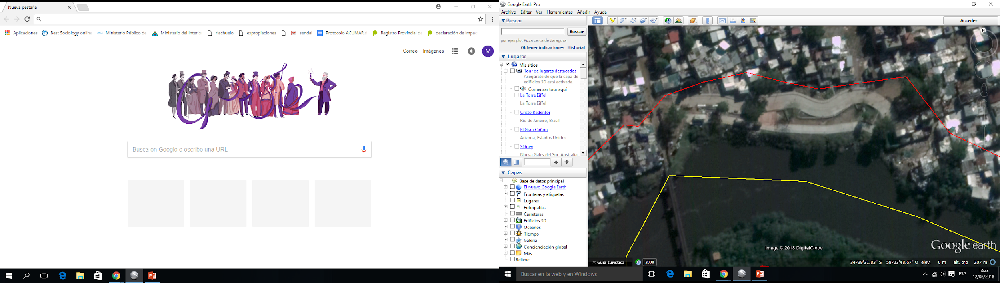 Nueva pestaña
Aplicaciones
Best Sociology online
Ministerio Público de
Ministerio del Interio
riachuelo
expropiaciones
sendai
Protocolo ACUMAR.d
Registro Provincial de
declaración de impac
Correo
Imágenes
M
Google
Busca en Google o escribe una URL
Google Earth Pro
Archivo Editar Ver Herramientas Añadir Ayuda
Acceder
Buscar
Buscar
por ejemplo: Pizza cerca de Zaragoza
Obtener indicaciones Historial
Lugares
Mis sitios
Tour de lugares destacados
Asegúrate de que la capa de
edificios 3D está activada.
Comenzar tour aquí
La Torre Eiffel
La Torre Eiffel
Cristo Redentor
Río de Janeiro, Brasil
El Gran Cañón
Arizona, Estados Unidos
Sídney
Nueva Gales del Sur, Australia
Capas
Base de datos principal
El nuevo Google Earth
Fronteras y etiquetas
Lugares
Fotografías
Carreteras
Edificios 3D
Océanos
Tiempo
Galería
Concienciación global
Más
Relieve
N
Image © 2018 DigitalGlobe
Google earth
Guía turística
2000
34°39'31.83" S 58°23'48.67" O elev. 0 m alt. ojo 207 m
Buscar en la web y en Windows
ESP
13:23
12/03/2018